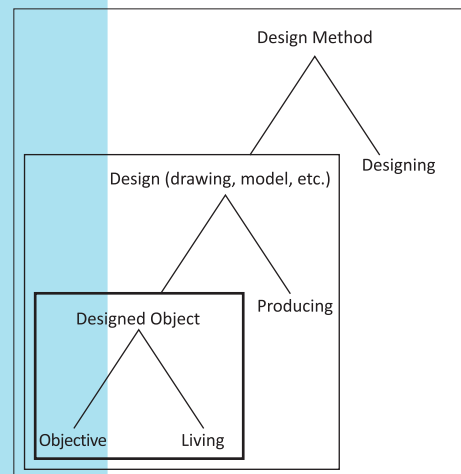 Design Method
Designing
Design (drawing, model, etc.)
Producing
Designed Object
Objective
Living